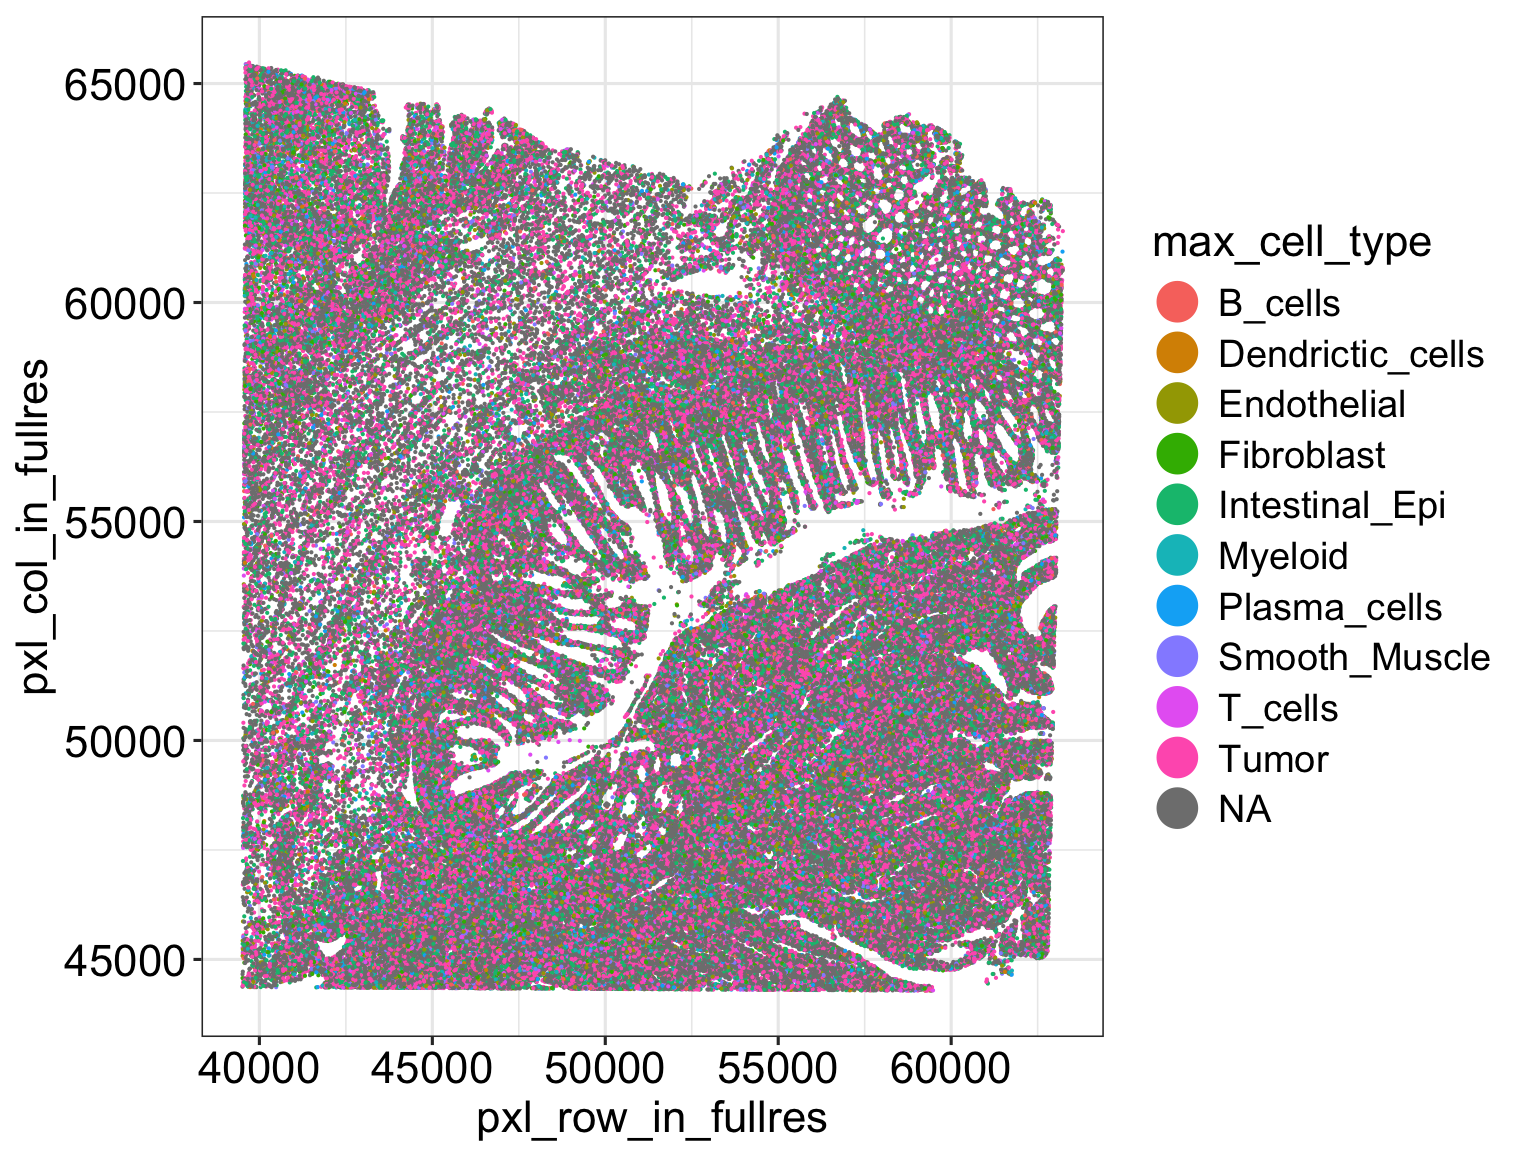 65000
60000
55000
50000
45000
pxl_col_in_fullres
40000 45000 50000 55000 60000
pxl_row_in_fullres
max_cell_type
B_cells
Dendrictic_cells
Endothelial
Fibroblast
Intestinal_Epi
Myeloid
Plasma_cells
Smooth_Muscle
T_cells
Tumor
NA